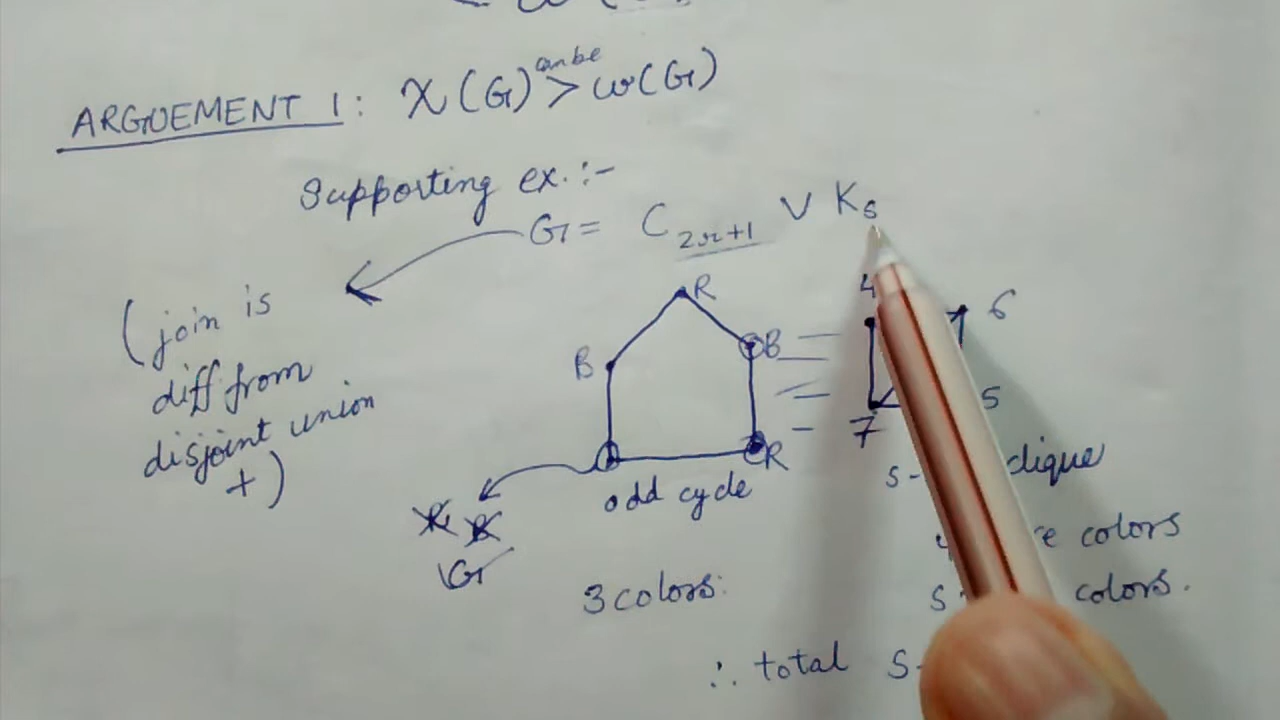 ω(
ARGUEMENT 1: χ(G) can be > ω(G)
Supporting ex.:-
G = C2r+1 ∨ Ks
(join is
diff from
disjoint union
+)
R
B
B
R
R B
G
odd cycle
4
6
5
7
s- clique
colors
3 colors.
s colors.
∴ total s-